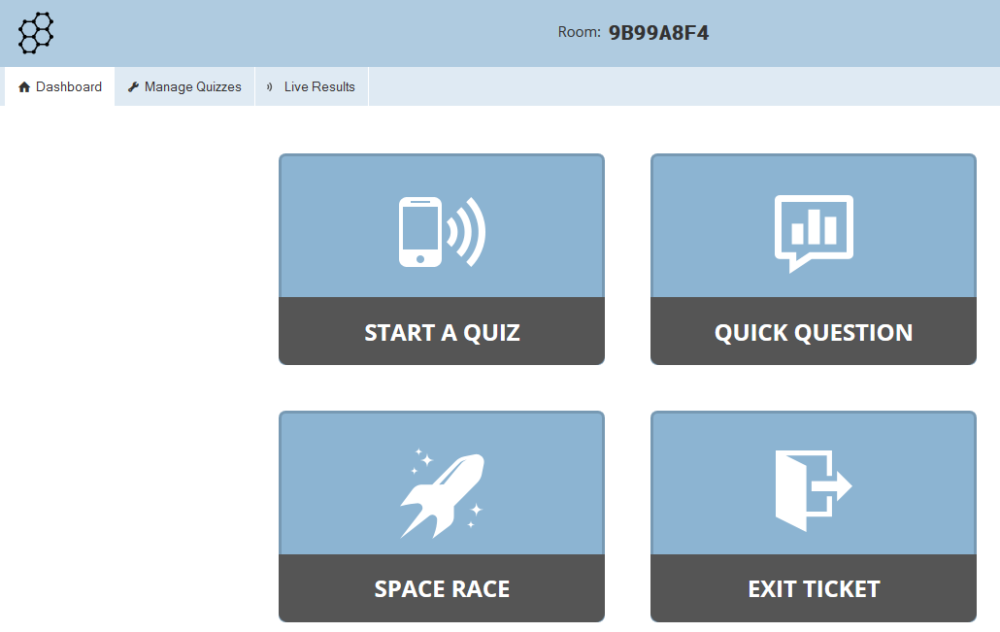 Room: 9B99A8F4
Dashboard Manage Quizzes Live Results
START A QUIZ QUICK QUESTION
SPACE RACE EXIT TICKET